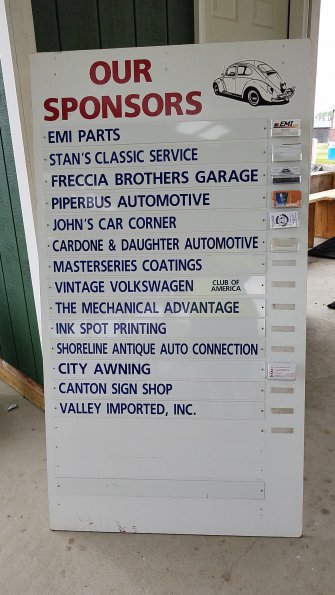 OUR
SPONSORS
EMI PARTS
EMI
STAN'S CLASSIC SERVICE
FRECCIA BROTHERS GARAGE
PIPERBUS AUTOMOTIVE
JOHN'S CAR CORNER
CARDONE & DAUGHTER AUTOMOTIVE
MASTERSERIES COATINGS
VINTAGE VOLKSWAGEN CLUB OF AMERICA
THE MECHANICAL ADVANTAGE
INK SPOT PRINTING
SHORELINE ANTIQUE AUTO CONNECTION
CITY AWNING
CANTON SIGN SHOP
VALLEY IMPORTED, INC.